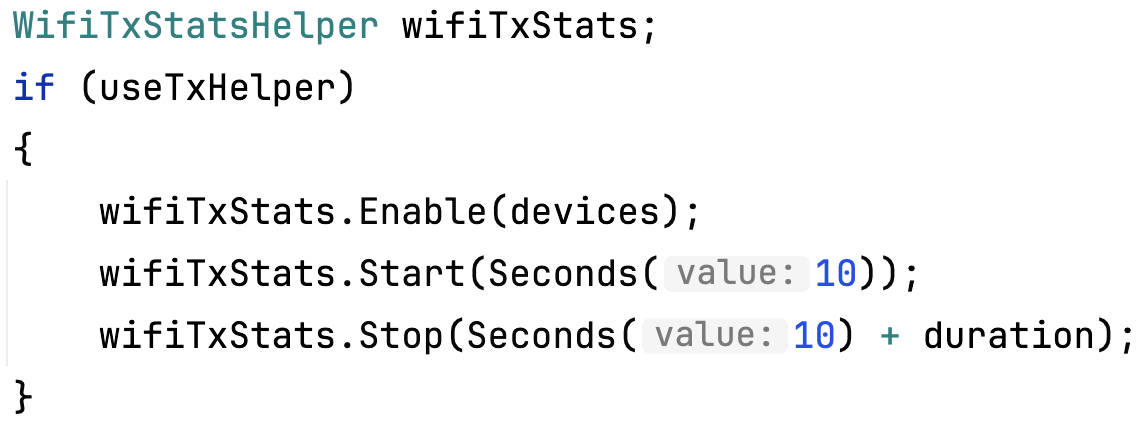 WifiTxStatsHelper wifiTxStats;
if (useTxHelper)
{
    wifiTxStats.Enable(devices);
    wifiTxStats.Start(Seconds( value: 10));
    wifiTxStats.Stop(Seconds( value: 10) + duration);
}